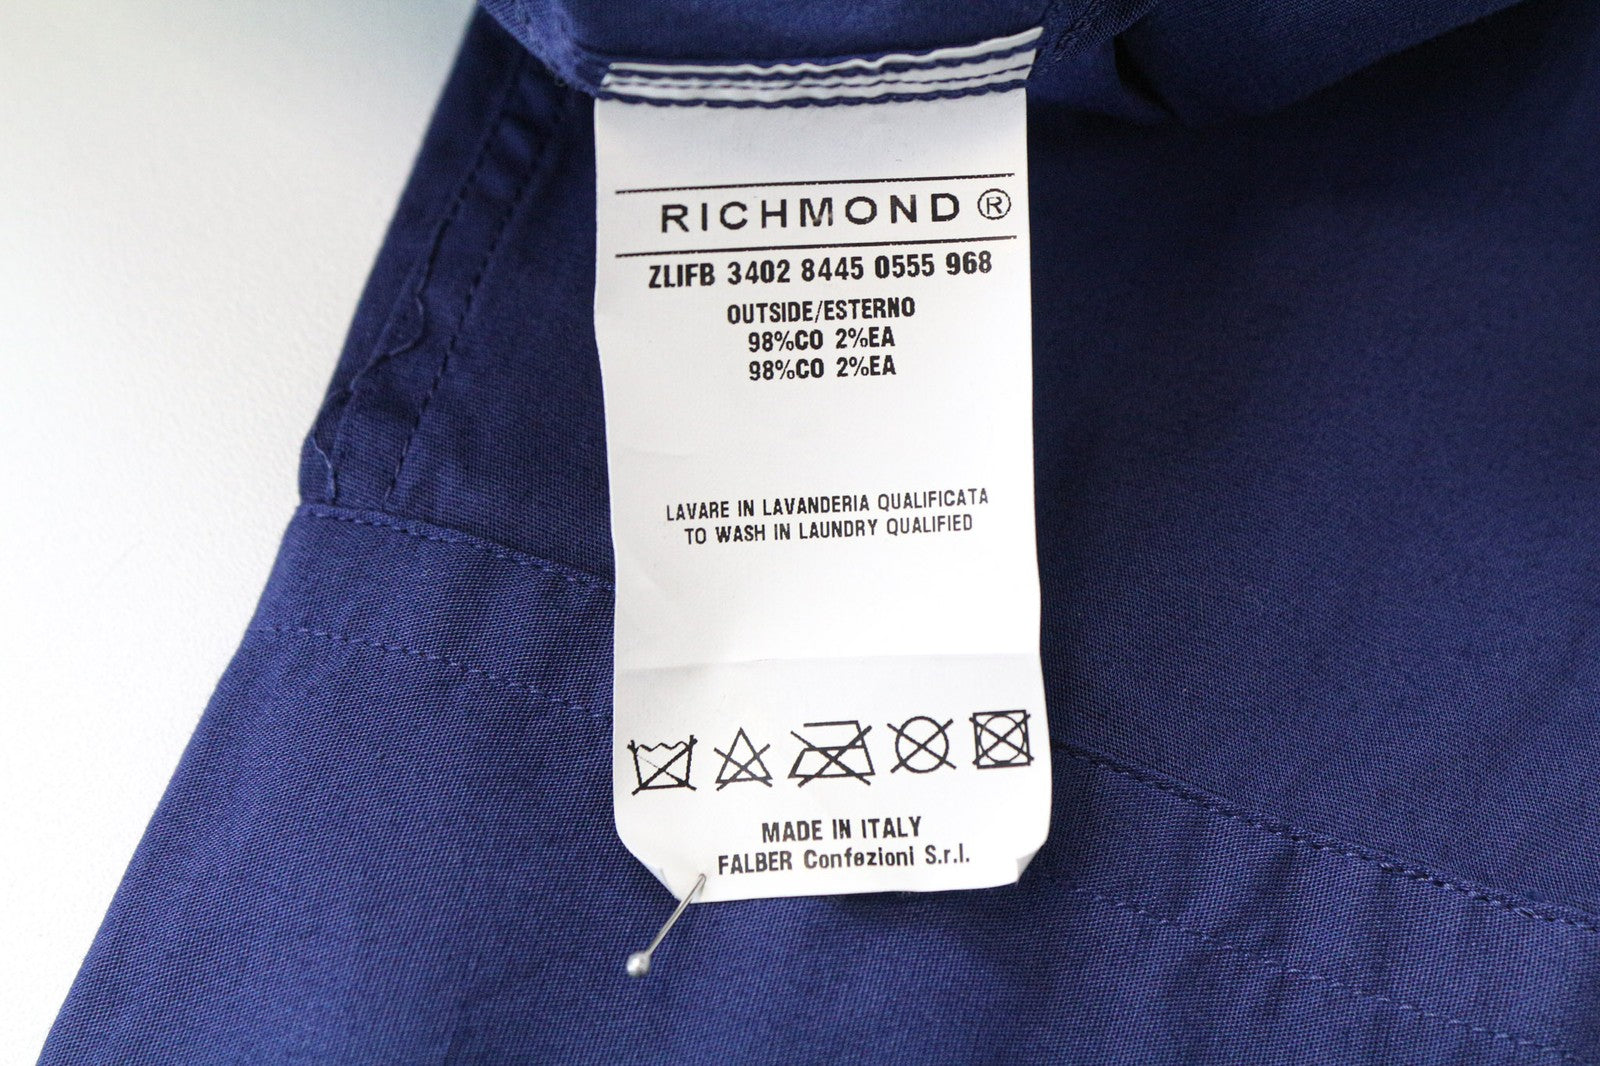 RICHMOND ®
ZLIFB 3402 8445 0555 968
OUTSIDE/ESTERNO
98%CO 2%EA
98%CO 2%EA
LAVARE IN LAVANDERIA QUALIFICATA
TO WASH IN LAUNDRY QUALIFIED
MADE IN ITALY
FALBER Confezioni S.r.l.